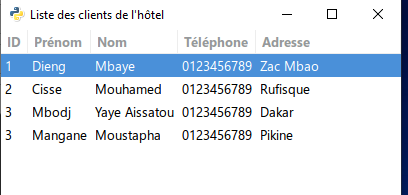 Liste des clients de l'hôtel
ID Prénom Nom Téléphone Adresse
1 Dieng Mbaye 0123456789 Zac Mbao
2 Cisse Mouhamed 0123456789 Rufisque
3 Mbodj Yaye Aissatou 0123456789 Dakar
3 Mangane Moustapha 0123456789 Pikine